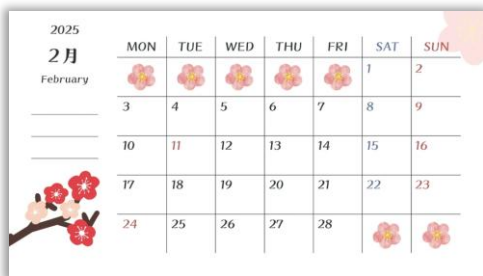 2025
2月
February
MON TUE WED THU FRI SAT SUN
1 2
3 4 5 6 7 8 9
10 11 12 13 14 15 16
17 18 19 20 21 22 23
24 25 26 27 28